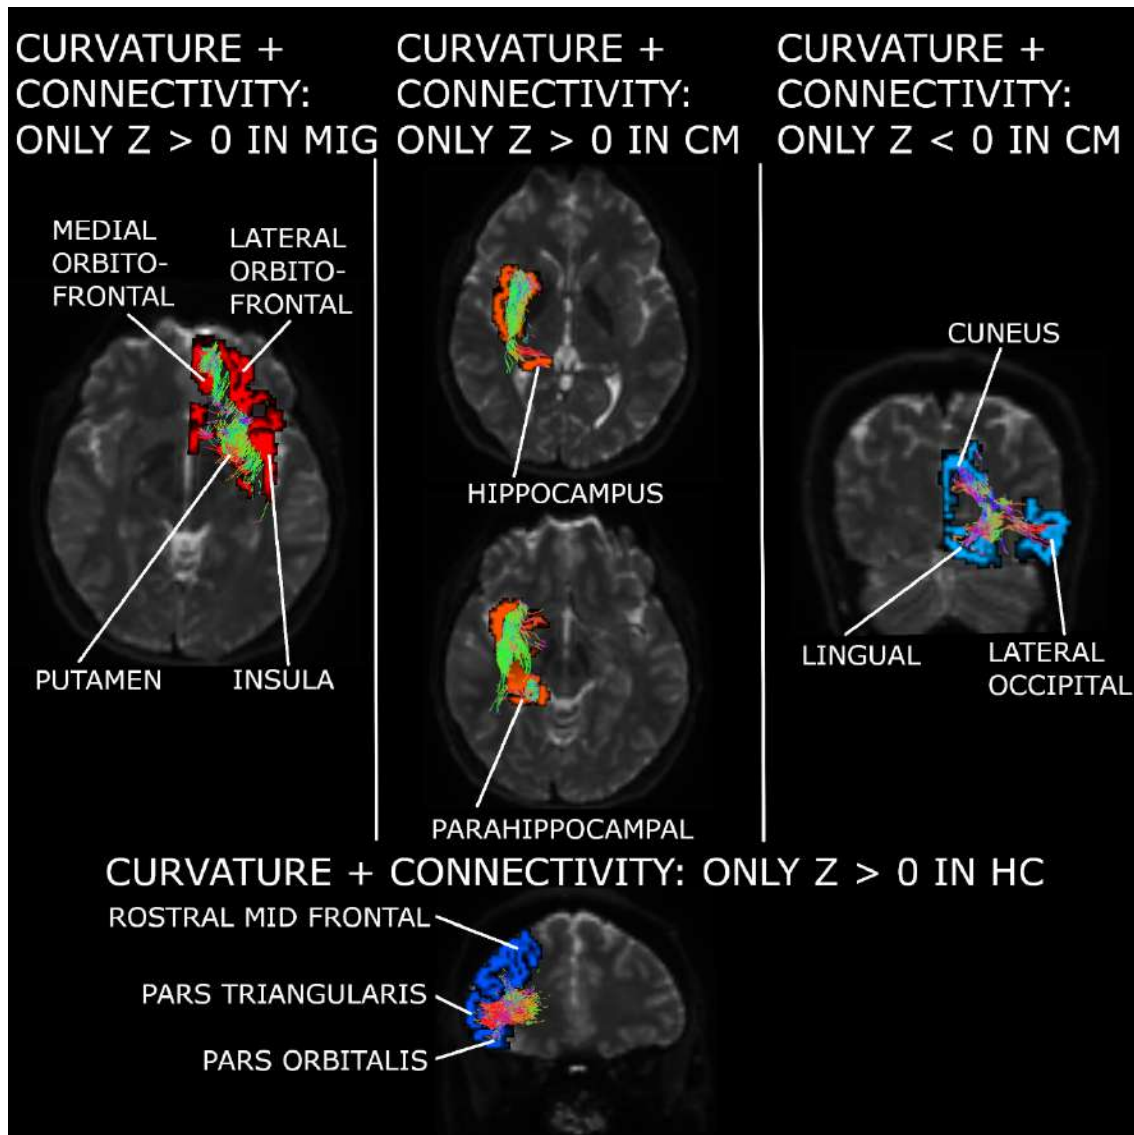 CURVATURE +
CONNECTIVITY:
ONLY Z > 0 IN MIG
MEDIAL
ORBITO-
FRONTAL
LATERAL
ORBITO-
FRONTAL
PUTAMEN
INSULA
CURVATURE +
CONNECTIVITY:
ONLY Z > 0 IN CM
HIPPOCAMPUS
PARAHIPPOCAMPAL
CURVATURE +
CONNECTIVITY:
ONLY Z < 0 IN CM
CUNEUS
LINGUAL
LATERAL
OCCIPITAL
CURVATURE + CONNECTIVITY: ONLY Z > 0 IN HC
ROSTRAL MID FRONTAL
PARS TRIANGULARIS
PARS ORBITALIS